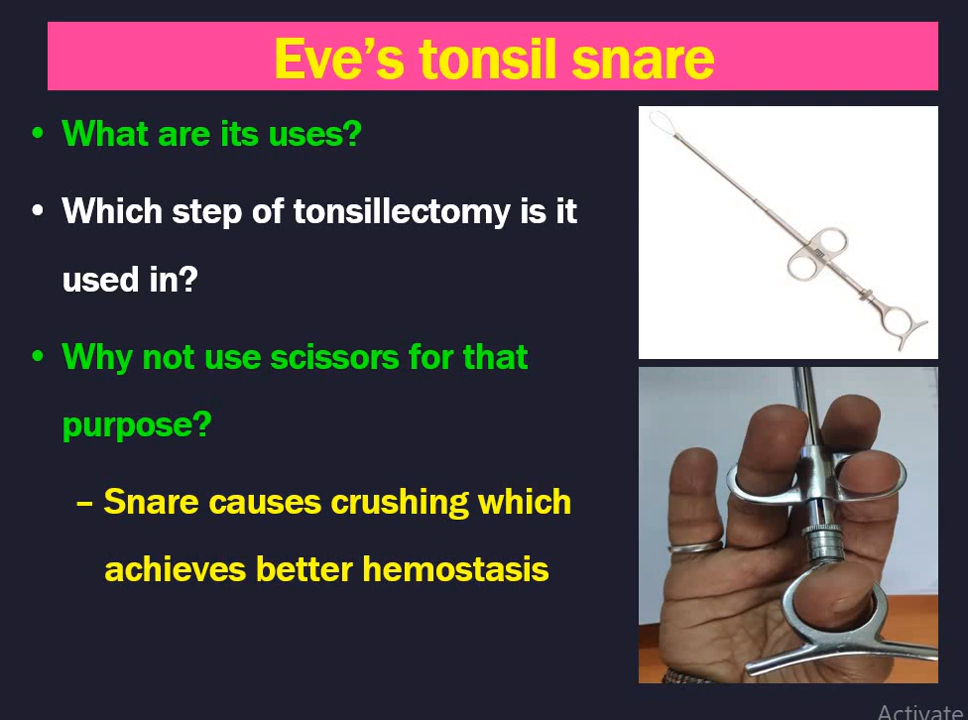 Eve's tonsil snare
• What are its uses?
• Which step of tonsillectomy is it
used in?
• Why not use scissors for that
purpose?
– Snare causes crushing which
achieves better hemostasis
Activate